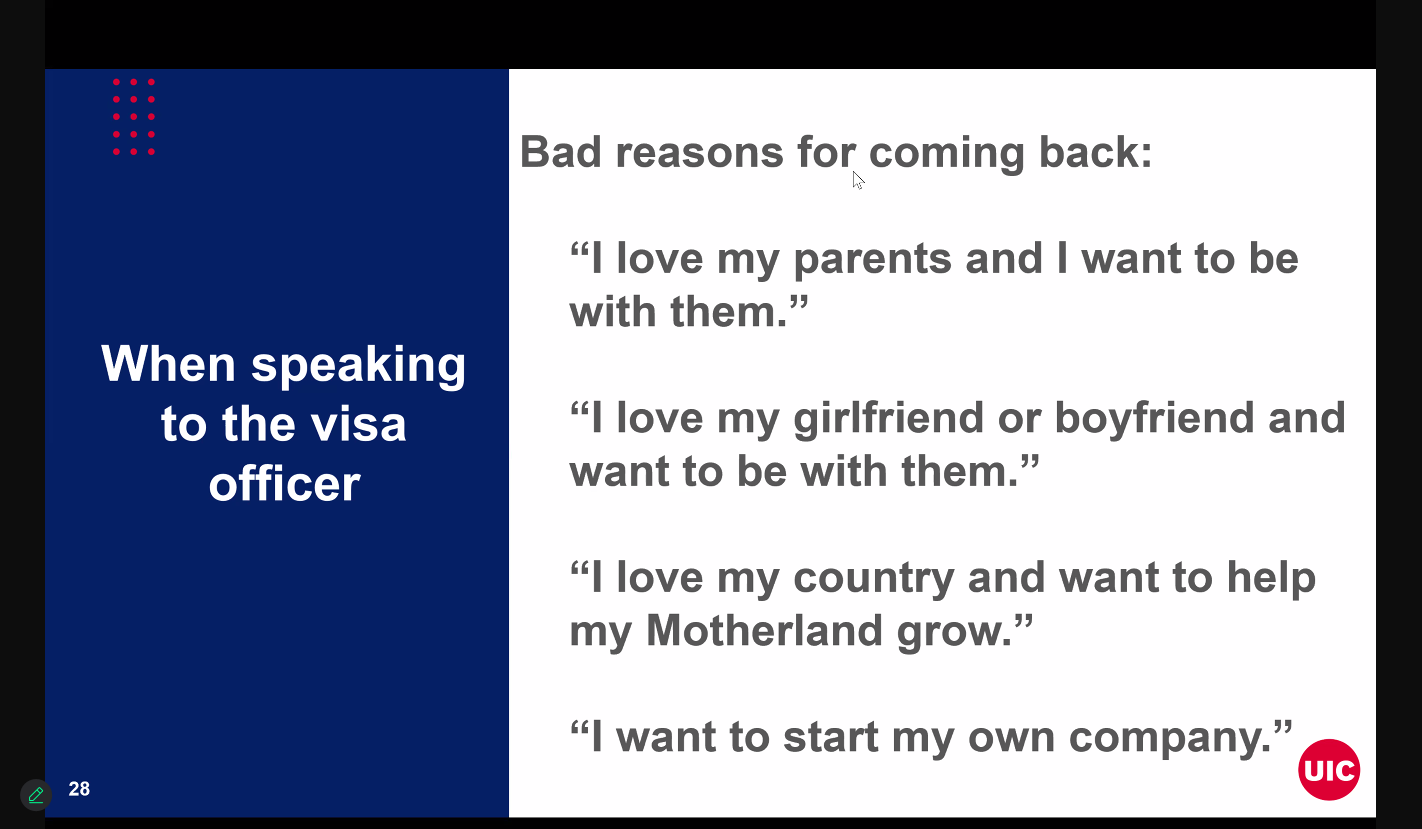 When speaking
to the visa
officer
28
Bad reasons for coming back:
“I love my parents and I want to be
with them.”
“I love my girlfriend or boyfriend and
want to be with them.”
“I love my country and want to help
my Motherland grow.”
“I want to start my own company.”
UIC